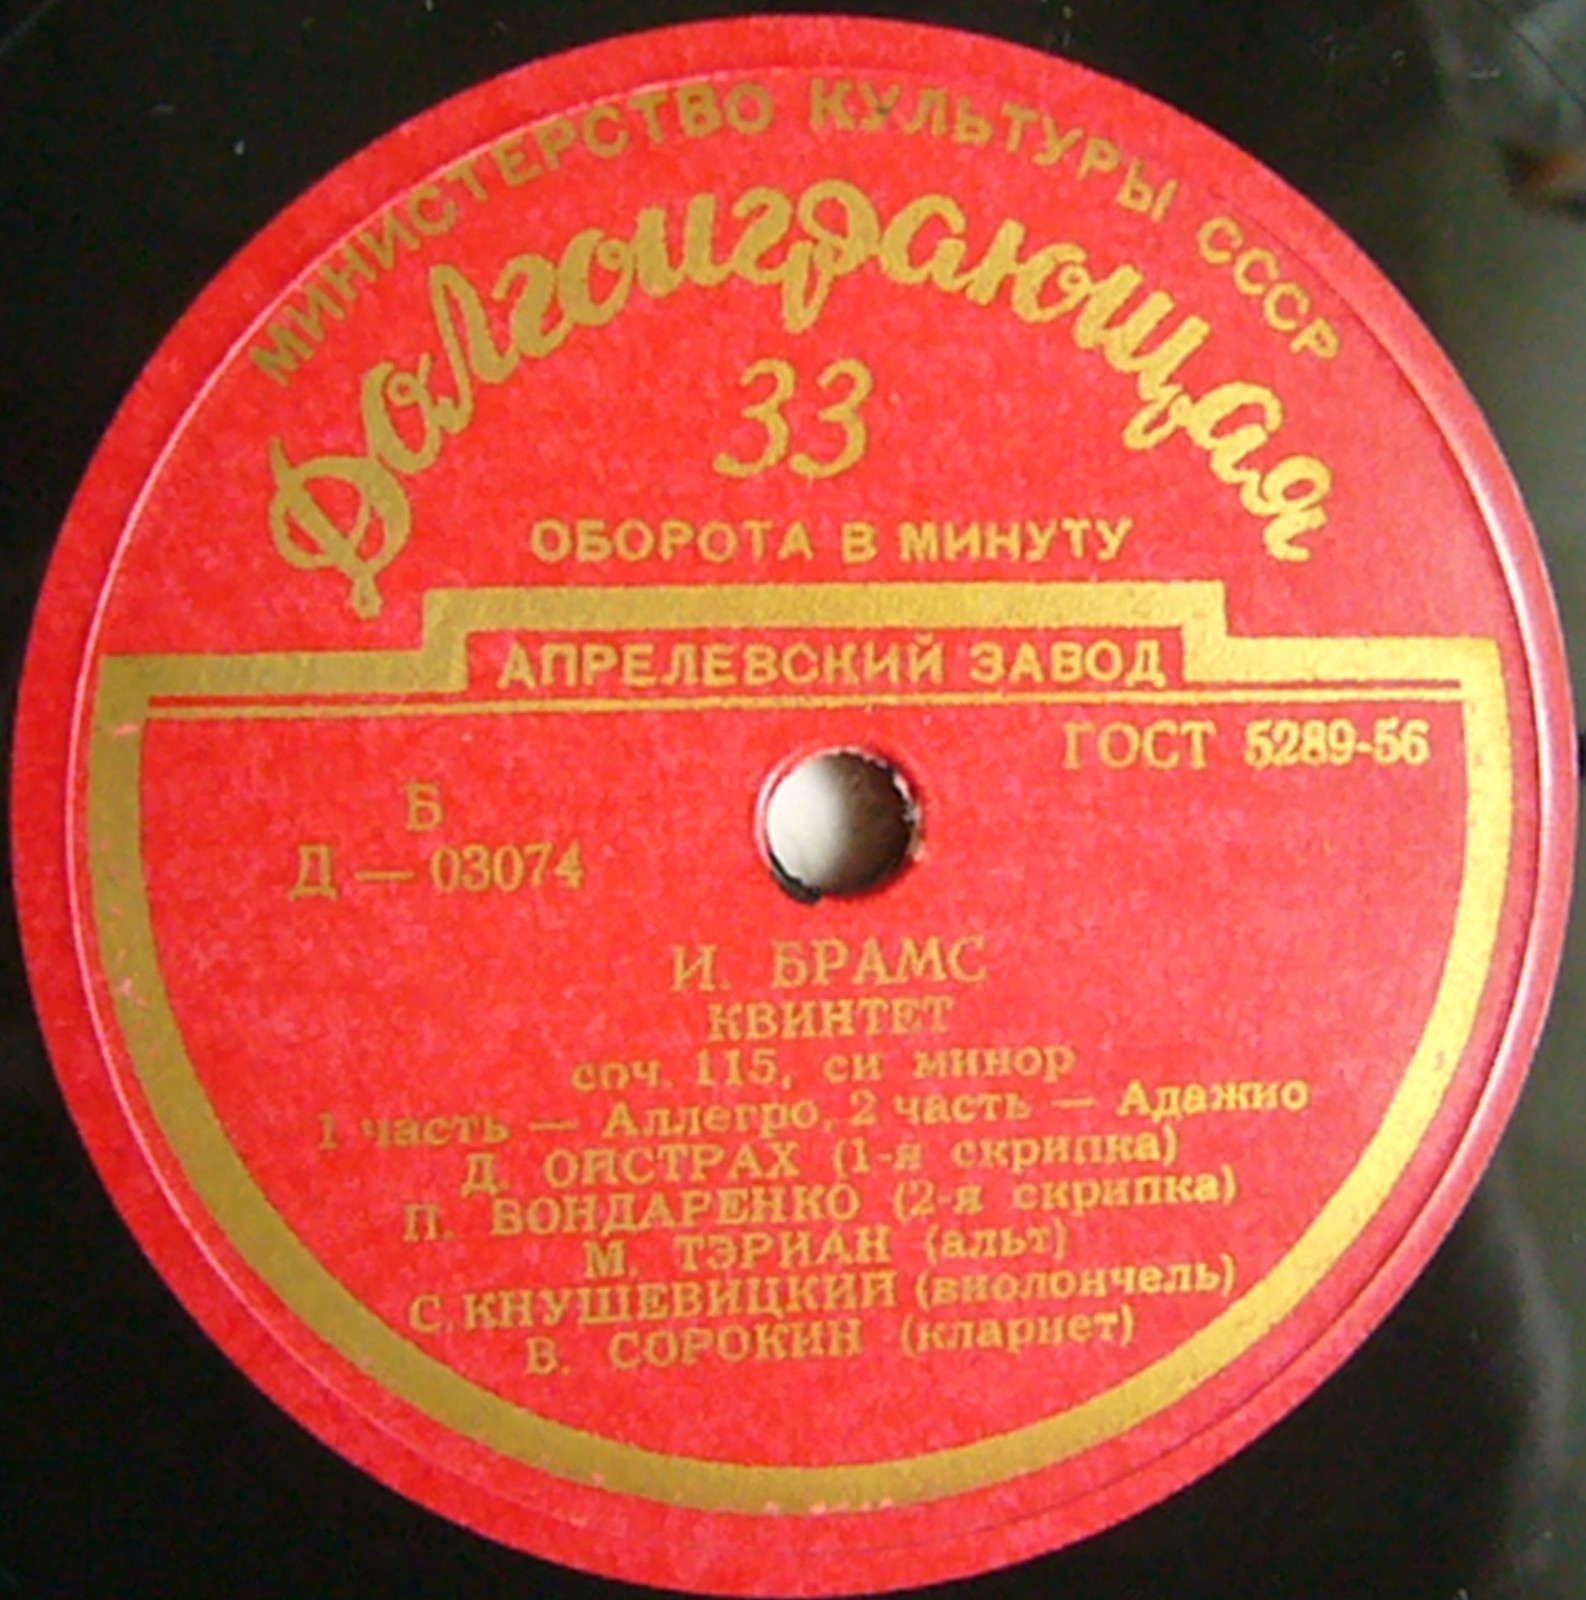 МИНИСТЕРСТВО КУЛЬТУРЫ СССР
Долгоиграющая
33
ОБОРОТА В МИНУТУ
АПРЕЛЕВСКИЙ ЗАВОД
ГОСТ 5289-56
Б
Д — 03074
И. БРАМС
КВИНТЕТ
соч. 115, си минор
1 часть — Аллегро, 2 часть — Адажио
Д. ОЙСТРАХ (1-я скрипка)
П. БОНДАРЕНКО (2-я скрипка)
М. ТЭРИАН (альт)
С. КНУШЕВИЦКИЙ (виолончель)
В. СОРОКИН (кларнет)